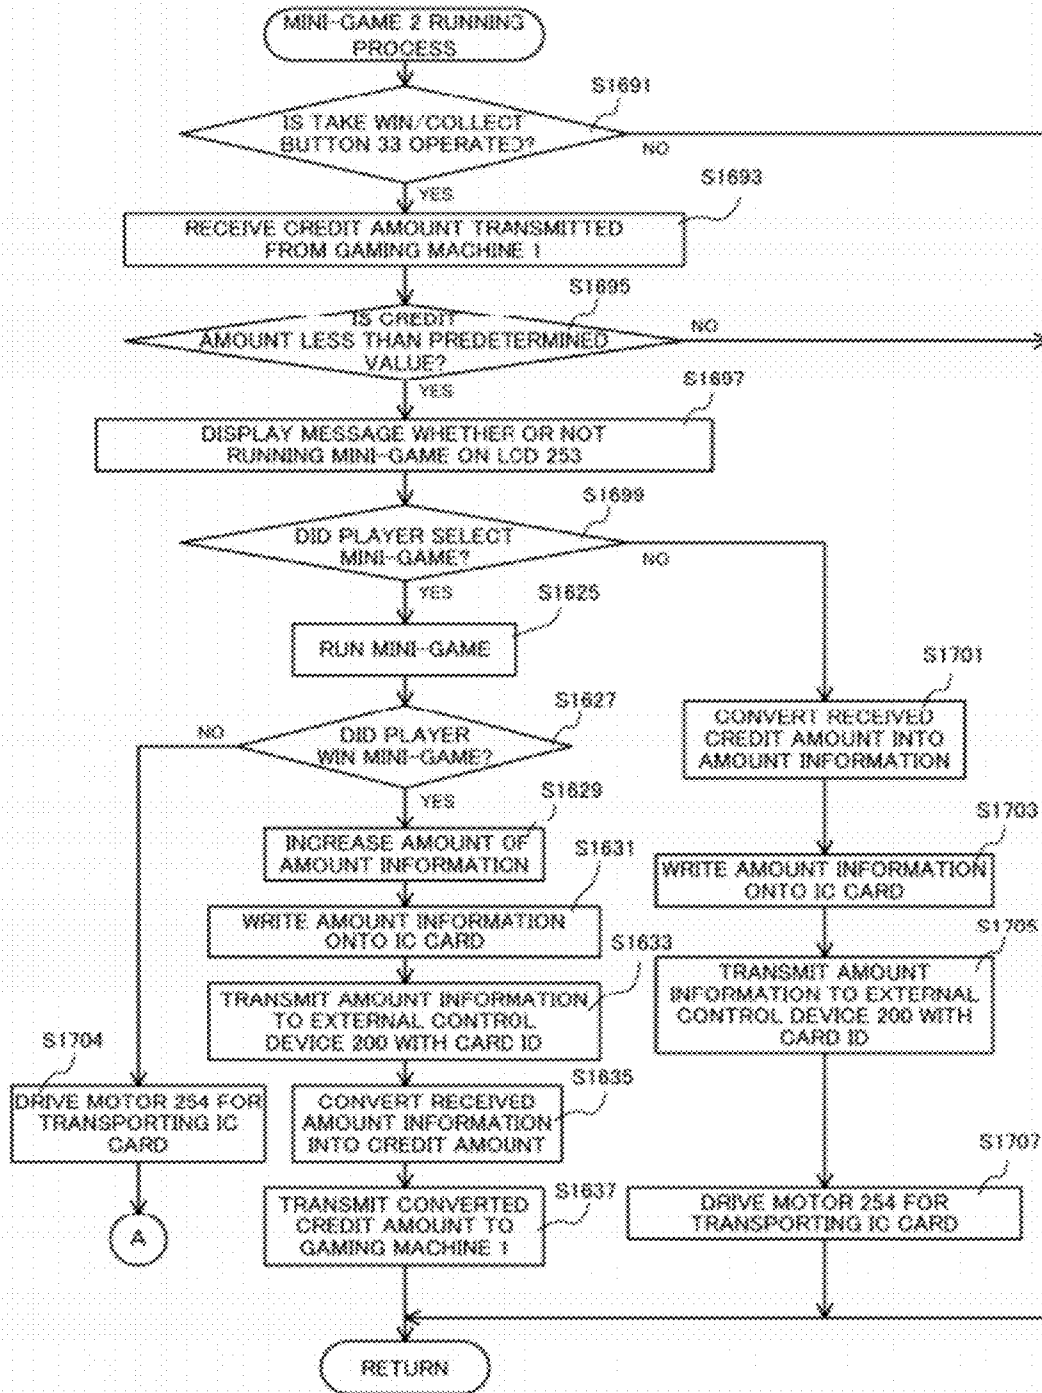 MINI-GAME 2 RUNNING
PROCESS
S1691
IS TAKE WIN/COLLECT
BUTTON 33 OPERATED?
NO
YES
S1693
RECEIVE CREDIT AMOUNT TRANSMITTED
FROM GAMING MACHINE 1
S1695
IS CREDIT
AMOUNT LESS THAN PREDETERMINED
VALUE?
NO
YES
S1697
DISPLAY MESSAGE WHETHER OR NOT
RUNNING MINI-GAME ON LCD 253
S1699
DID PLAYER SELECT
MINI-GAME?
NO
YES
S1625
RUN MINI-GAME
S1701
CONVERT RECEIVED
CREDIT AMOUNT INTO
AMOUNT INFORMATION
S1627
NO
DID PLAYER
WIN MINI-GAME?
YES
S1629
INCREASE AMOUNT OF
AMOUNT INFORMATION
S1703
WRITE AMOUNT INFORMATION
ONTO IC CARD
S1631
WRITE AMOUNT INFORMATION
ONTO IC CARD
S1705
TRANSMIT AMOUNT
INFORMATION TO EXTERNAL
CONTROL DEVICE 200 WITH
CARD ID
S1633
TRANSMIT AMOUNT INFORMATION
TO EXTERNAL CONTROL
DEVICE 200 WITH CARD ID
S1704
DRIVE MOTOR 254 FOR
TRANSPORTING IC
CARD
A
S1635
CONVERT RECEIVED
AMOUNT INFORMATION
INTO CREDIT AMOUNT
S1637
TRANSMIT CONVERTED
CREDIT AMOUNT TO
GAMING MACHINE 1
S1707
DRIVE MOTOR 254 FOR
TRANSPORTING IC CARD
RETURN